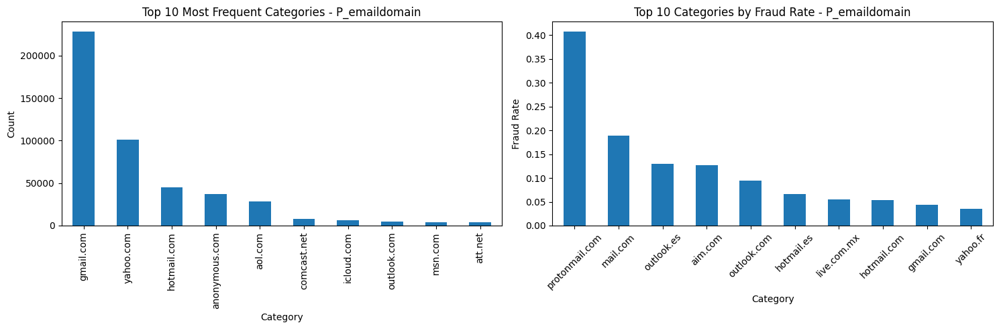 Top 10 Most Frequent Categories - P_emaildomain
Count
200000
150000
100000
50000
0
gmail.com
yahoo.com
hotmail.com
anonymous.com
aol.com
comcast.net
icloud.com
outlook.com
msn.com
att.net
Category
Top 10 Categories by Fraud Rate - P_emaildomain
Fraud Rate
0.40
0.35
0.30
0.25
0.20
0.15
0.10
0.05
0.00
protonmail.com
mail.com
outlook.es
aim.com
outlook.com
hotmail.es
live.com.mx
hotmail.com
gmail.com
yahoo.fr
Category